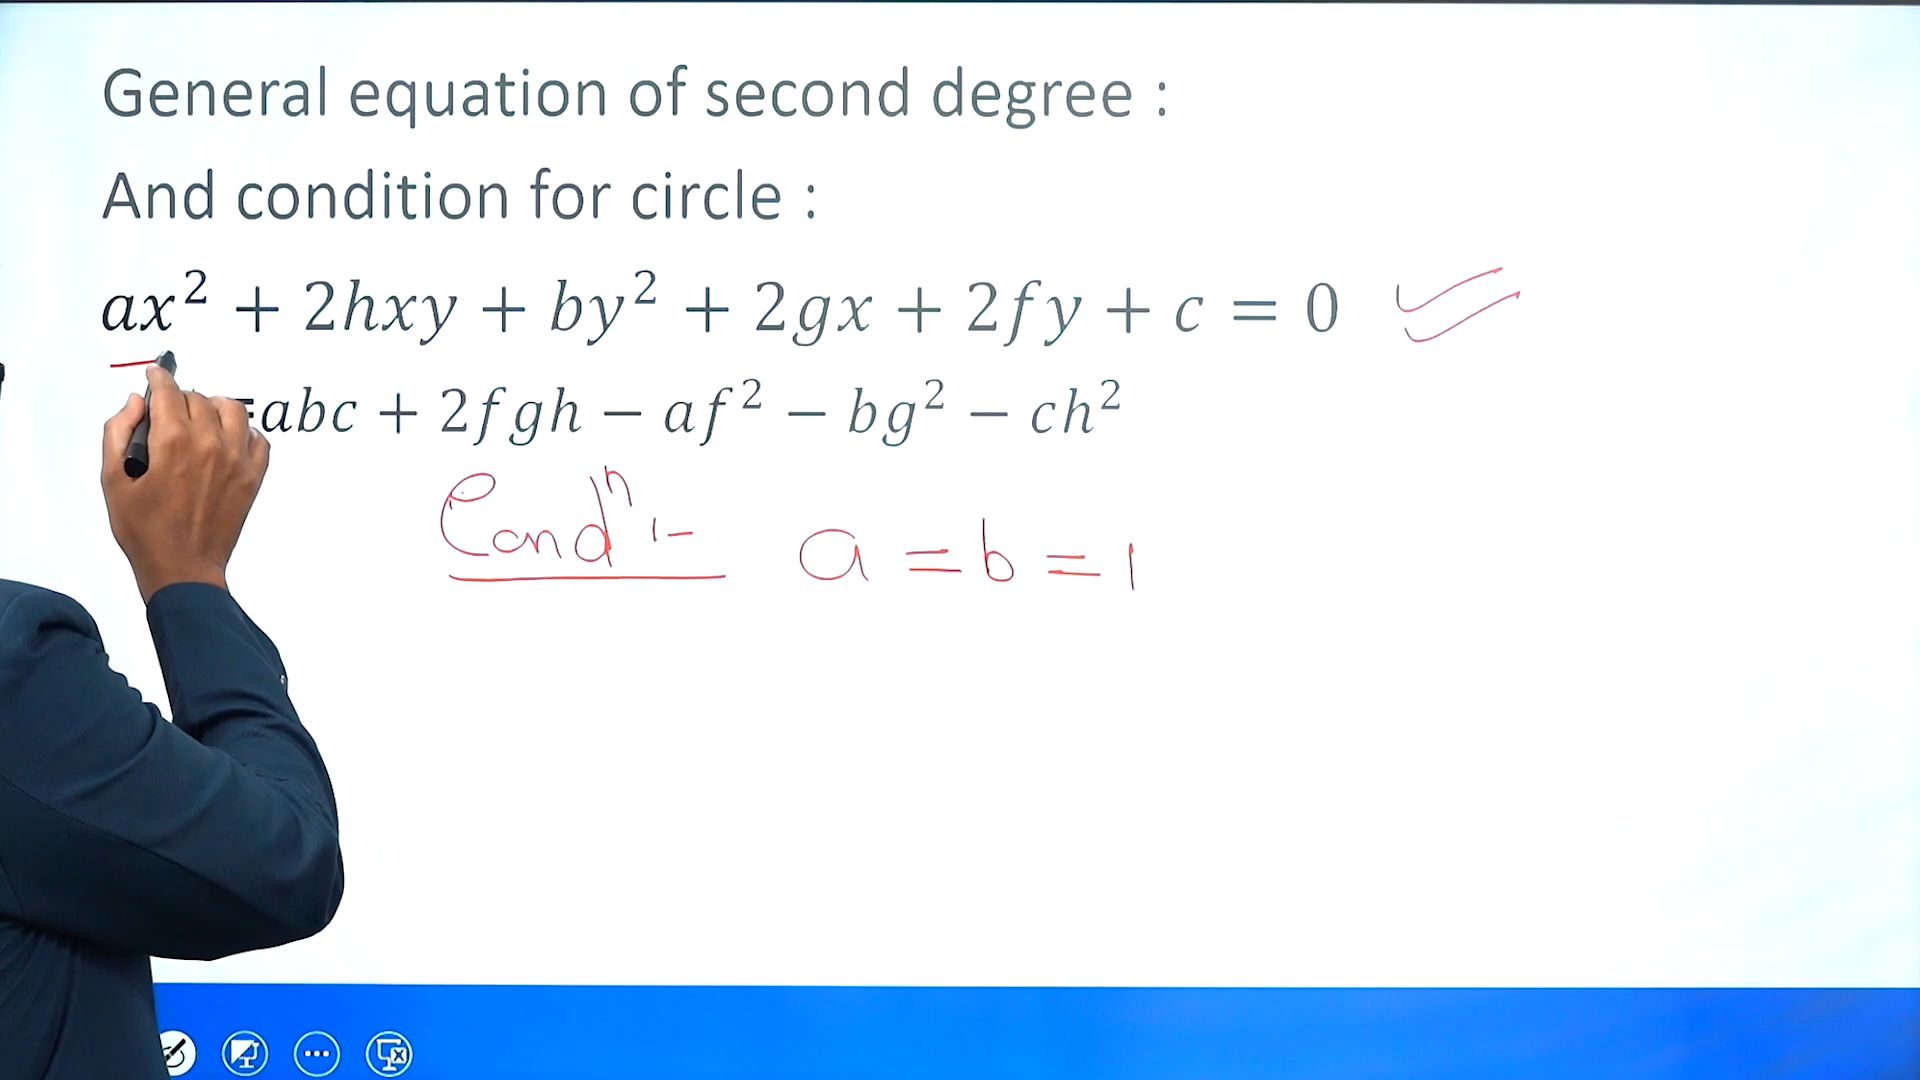 General equation of second degree :
And condition for circle :
ax² + 2hxy + by² + 2gx + 2fy + c = 0
=abc + 2fgh − af² − bg² − ch²
Condⁿ :- a = b = 1